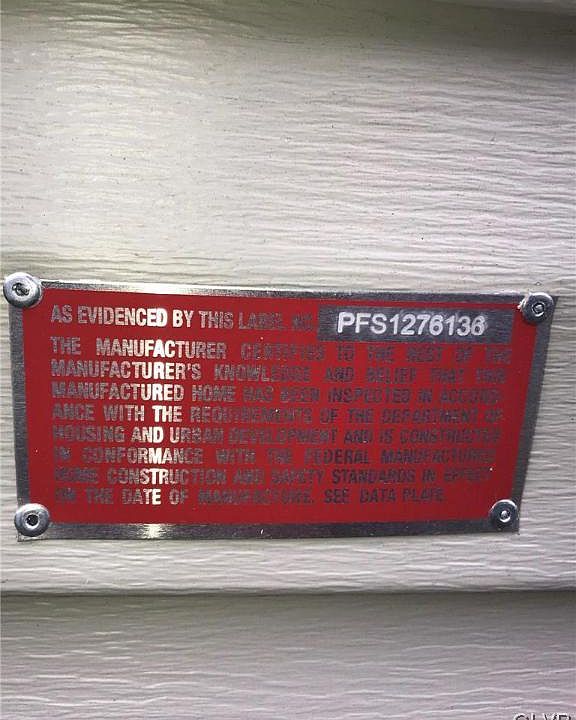 AS EVIDENCED BY THIS LABEL NO. PFS1276136
THE MANUFACTURER CERTIFIES TO THE BEST OF THE
MANUFACTURER'S KNOWLEDGE AND BELIEF THAT THIS
MANUFACTURED HOME HAS BEEN INSPECTED IN ACCORD-
ANCE WITH THE REQUIREMENTS OF THE DEPARTMENT OF
HOUSING AND URBAN DEVELOPMENT AND IS CONSTRUCTED
IN CONFORMANCE WITH THE FEDERAL MANUFACTURED
HOME CONSTRUCTION AND SAFETY STANDARDS IN EFFECT
ON THE DATE OF MANUFACTURE. SEE DATA PLATE.